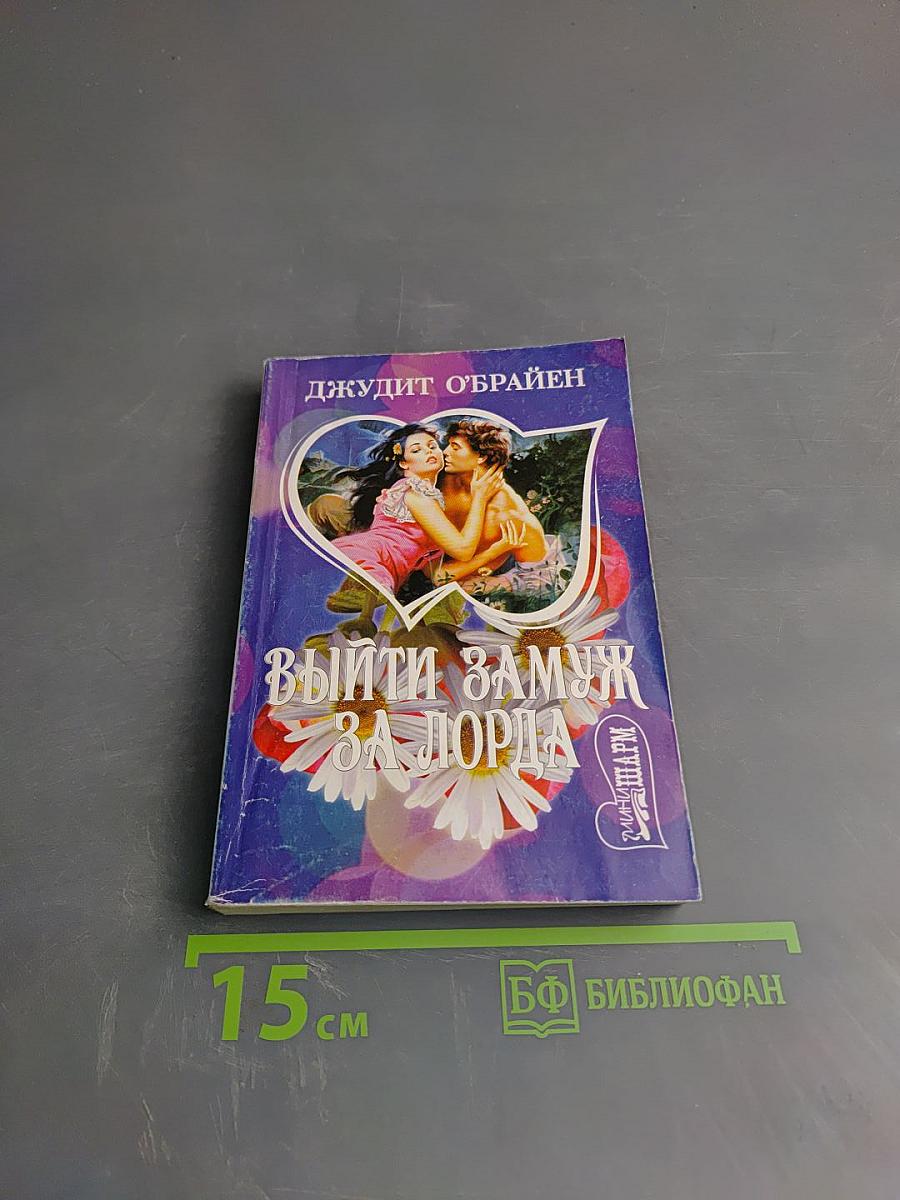 ДЖУДИТ О'БРАЙЕН
ВЫЙТИ ЗАМУЖ
ЗА ЛОРДА
МИНИ ШАРМ
15 см
БФ БИБЛИОФАН